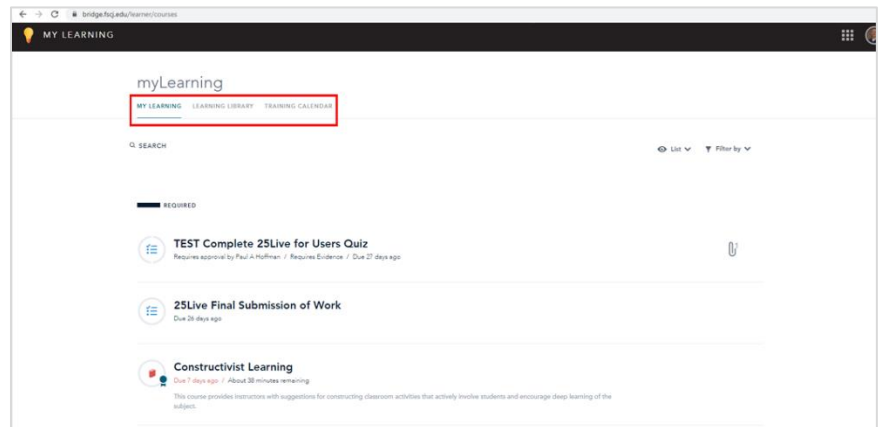 bridge.fscj.edu/learner/courses
MY LEARNING
myLearning
MY LEARNING LEARNING LIBRARY TRAINING CALENDAR
SEARCH
List Filter by
REQUIRED
TEST Complete 25Live for Users Quiz
Requires approval by Paul A Hoffman / Requires Evidence / Due 27 days ago
25Live Final Submission of Work
Due 26 days ago
Constructivist Learning
Due 7 days ago / About 38 minutes remaining
This course provides instructors with suggestions for constructing classroom activities that actively involve students and encourage deep learning of the
subject.